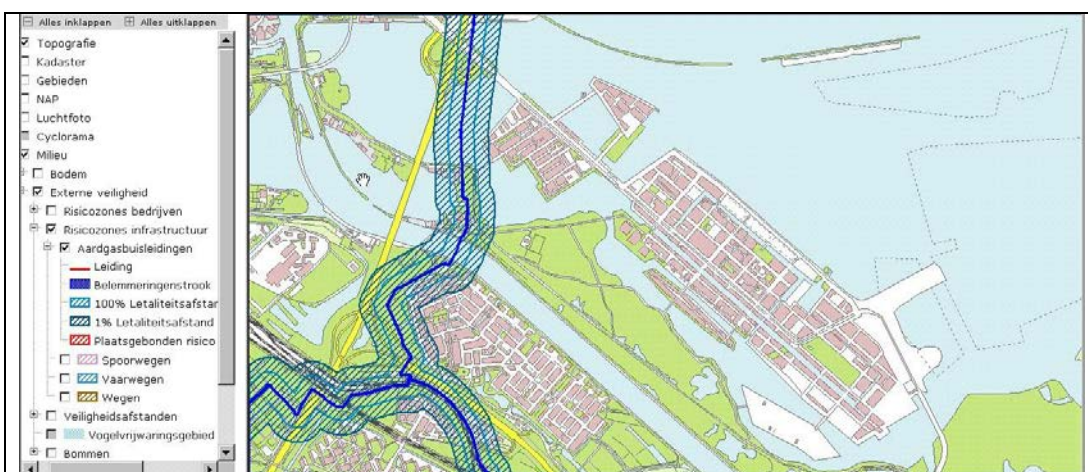 Alles inklappen Alles uitklappen
Topografie
Kadaster
Gebieden
NAP
Luchtfoto
Cyclorama
Milieu
Bodem
Externe veiligheid
Risicozones bedrijven
Risicozones infrastructuur
Aardgasbuisleidingen
Leiding
Belemmeringenstrook
100% Letaliteitsafstar
1% Letaliteitsafstand
Plaatsgebonden risico
Spoorwegen
Vaarwegen
Wegen
Veiligheidsafstanden
Vogelvrijwaringsgebied
Bommen